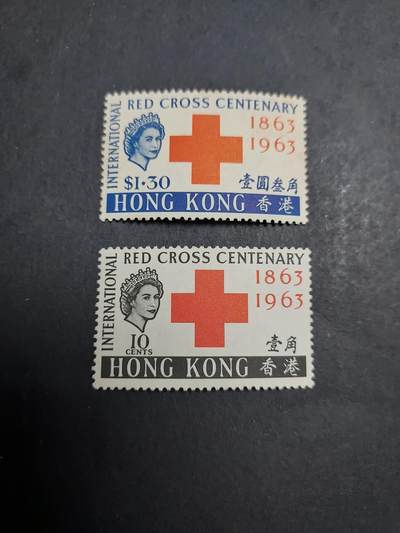 INTERNATIONAL
RED CROSS CENTENARY
1863
1963
$1·30
壹圓叁角
HONG KONG 香港
INTERNATIONAL
RED CROSS CENTENARY
1863
1963
10
CENTS
壹角
HONG KONG 香港